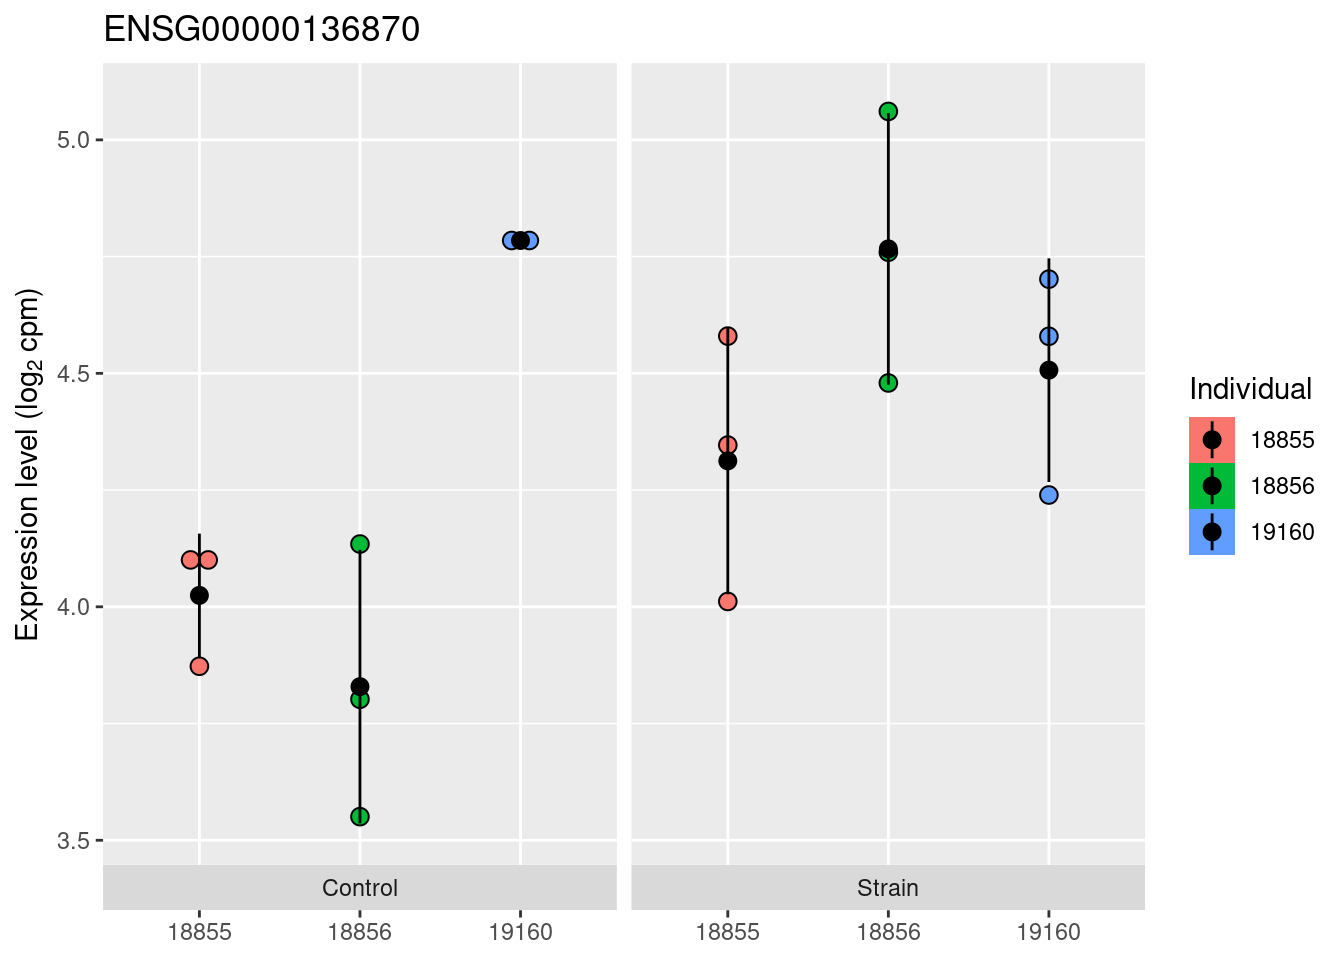 ENSG00000136870
Expression level (log₂ cpm)
5.0
4.5
4.0
3.5
Control
Strain
18855
18856
19160
18855
18856
19160
Individual
18855
18856
19160